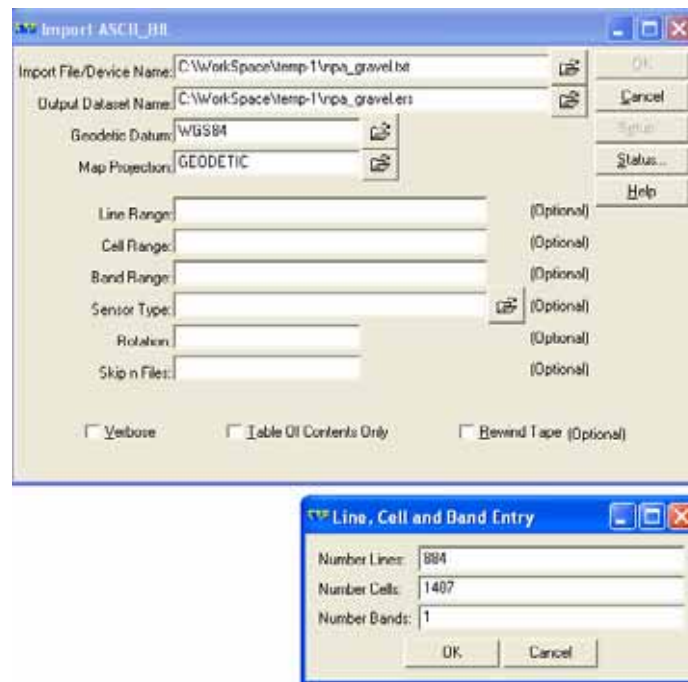 Import ASCII_BIL
Import File/Device Name: C:\WorkSpace\temp-1\npa_gravel.txt
OK
Output Dataset Name: C:\WorkSpace\temp-1\npa_gravel.ers
Cancel
Geodetic Datum: WGS84
Setup...
Map Projection: GEODETIC
Status...
Help
Line Range: (Optional)
Cell Range: (Optional)
Band Range: (Optional)
Sensor Type: (Optional)
Rotation: (Optional)
Skip n Files: (Optional)
Verbose
Table Of Contents Only
Rewind Tape (Optional)
Line, Cell and Band Entry
Number Lines: 884
Number Cells: 1407
Number Bands: 1
OK
Cancel